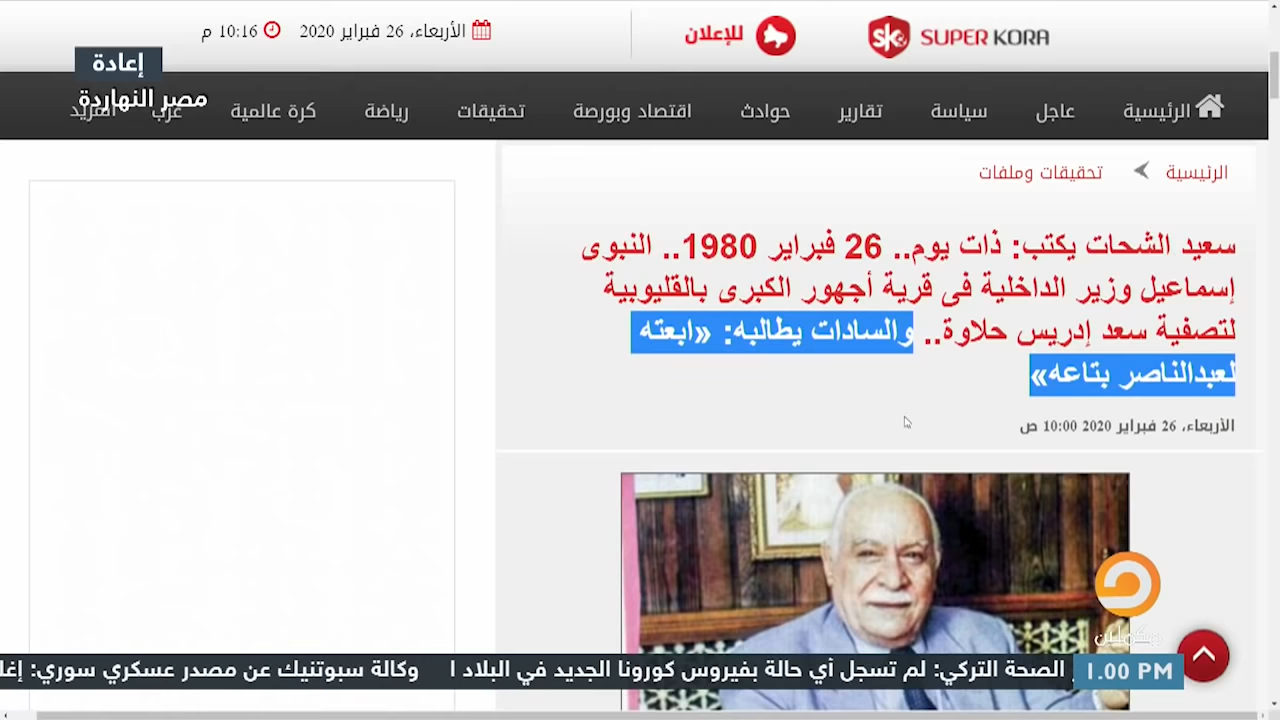 SUPER KORA
للإعلان
الأربعاء، 26 فبراير 2020
10:16 م
إعادة
مصر النهاردة
الرئيسية
عاجل
سياسة
تقارير
حوادث
اقتصاد وبورصة
تحقيقات
رياضة
كرة عالمية
عرب
المزيد
الرئيسية
تحقيقات وملفات
سعيد الشحات يكتب: ذات يوم.. 26 فبراير 1980.. النبوى
إسماعيل وزير الداخلية فى قرية أجهور الكبرى بالقليوبية
لتصفية سعد إدريس حلاوة.. والسادات يطالبه: «ابعته
لعبدالناصر بتاعه»
الأربعاء، 26 فبراير 2020 10:00 ص
مكملين
1.00 PM
الصحة التركي: لم تسجل أي حالة بفيروس كورونا الجديد في البلاد
وكالة سبوتنيك عن مصدر عسكري سوري: